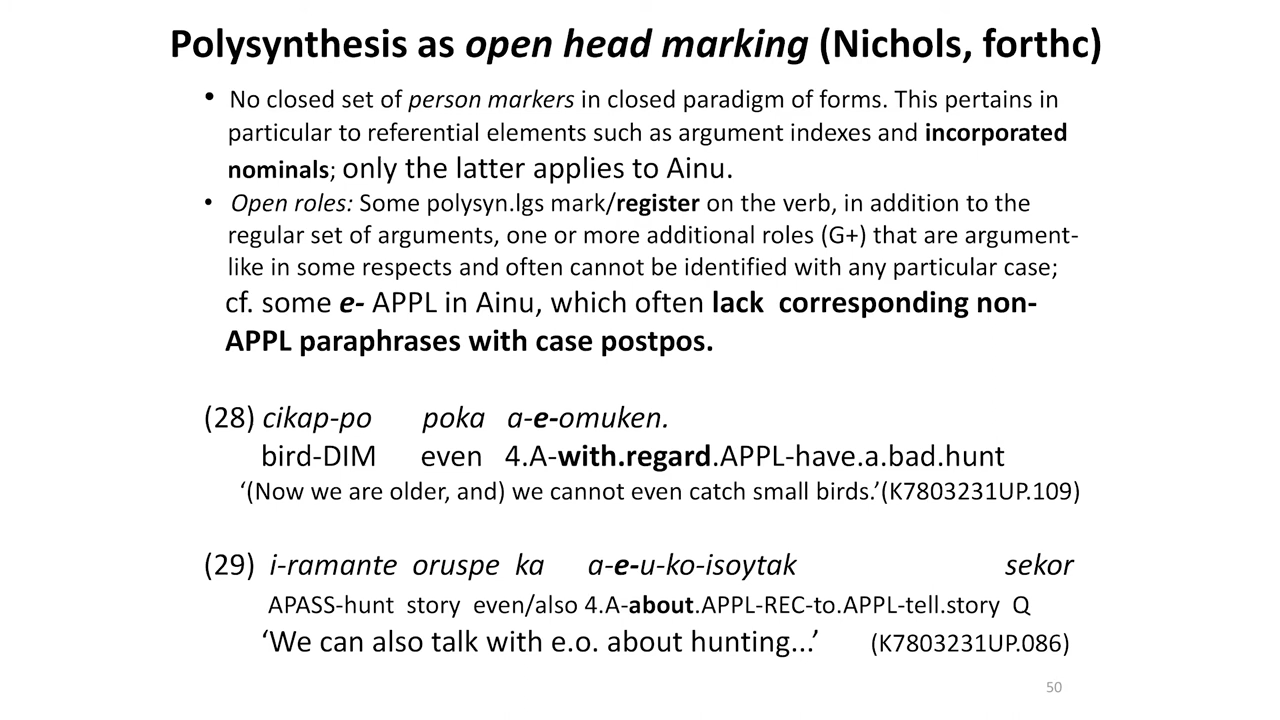 Polysynthesis as open head marking (Nichols, forthc)
• No closed set of person markers in closed paradigm of forms. This pertains in
particular to referential elements such as argument indexes and incorporated
nominals; only the latter applies to Ainu.
• Open roles: Some polysyn.lgs mark/register on the verb, in addition to the
regular set of arguments, one or more additional roles (G+) that are argument-
like in some respects and often cannot be identified with any particular case;
cf. some e- APPL in Ainu, which often lack corresponding non-
APPL paraphrases with case postpos.
(28) cikap-po poka a-e-omuken.
bird-DIM even 4.A-with.regard.APPL-have.a.bad.hunt
‘(Now we are older, and) we cannot even catch small birds.’(K7803231UP.109)
(29) i-ramante oruspe ka a-e-u-ko-isoytak sekor
APASS-hunt story even/also 4.A-about.APPL-REC-to.APPL-tell.story Q
‘We can also talk with e.o. about hunting...’ (K7803231UP.086)
50